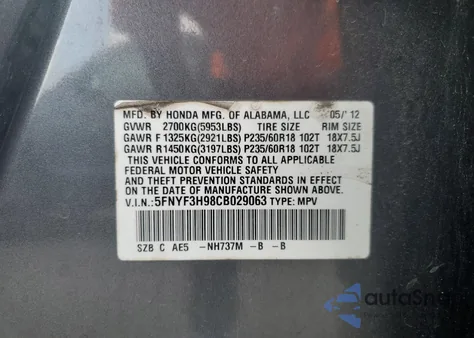 MFD. BY HONDA MFG. OF ALABAMA, LLC 05/ 12
GVWR 2700KG(5953LBS) TIRE SIZE RIM SIZE
GAWR F 1325KG(2921LBS) P235/60R18 102T 18X7.5J
GAWR R1450KG(3197LBS) P235/60R18 102T 18X7.5J
THIS VEHICLE CONFORMS TO ALL APPLICABLE
FEDERAL MOTOR VEHICLE SAFETY
AND THEFT PREVENTION STANDARDS IN EFFECT ON
THE DATE OF MANUFACTURE SHOWN ABOVE.
V.I.N.:5FNYF3H98CB029063 TYPE: MPV
SZB C AE5 -NH737M -B -B
autoSnap